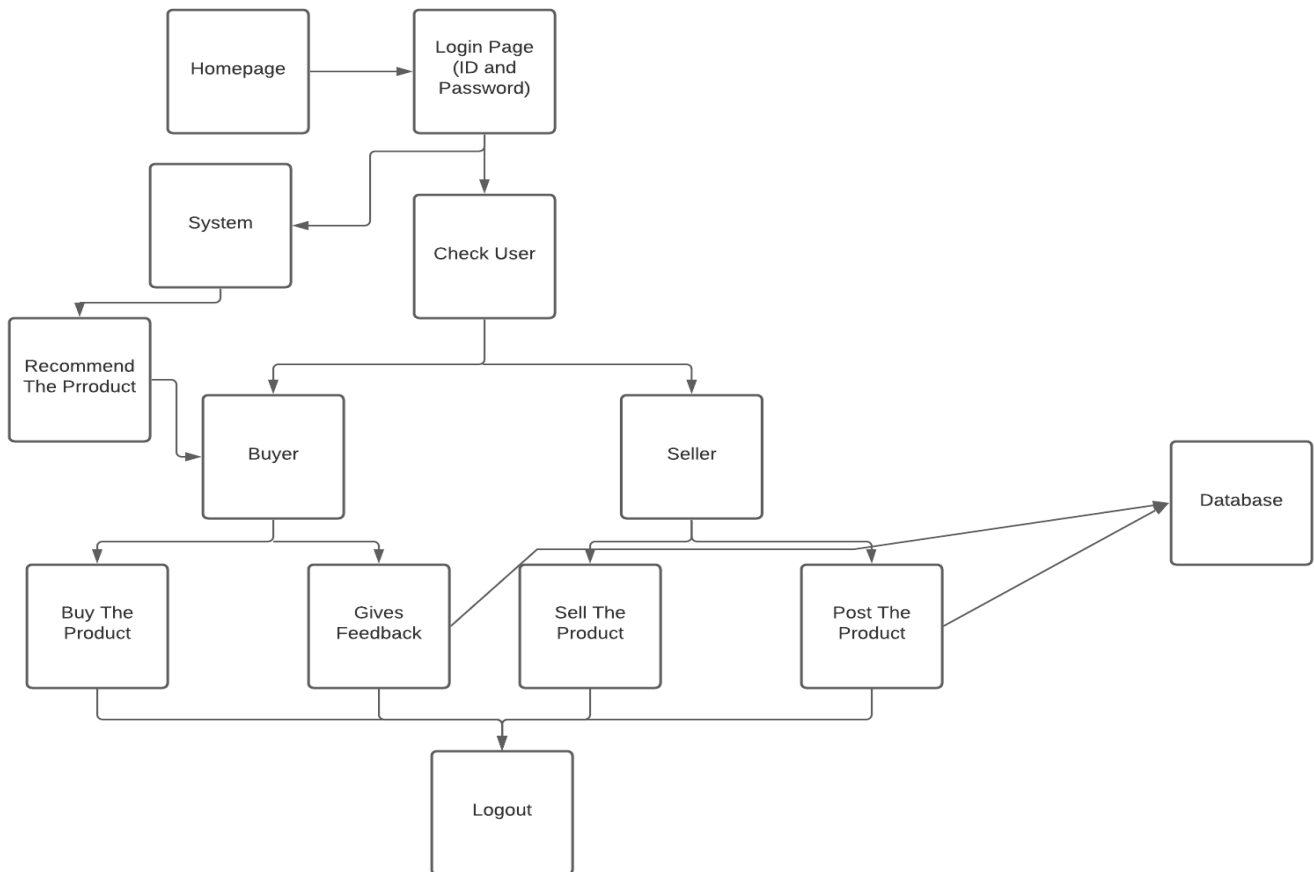 Homepage
Login Page
(ID and
Password)
System
Check User
Recommend
The Prroduct
Buyer
Seller
Database
Buy The
Product
Gives
Feedback
Sell The
Product
Post The
Product
Logout